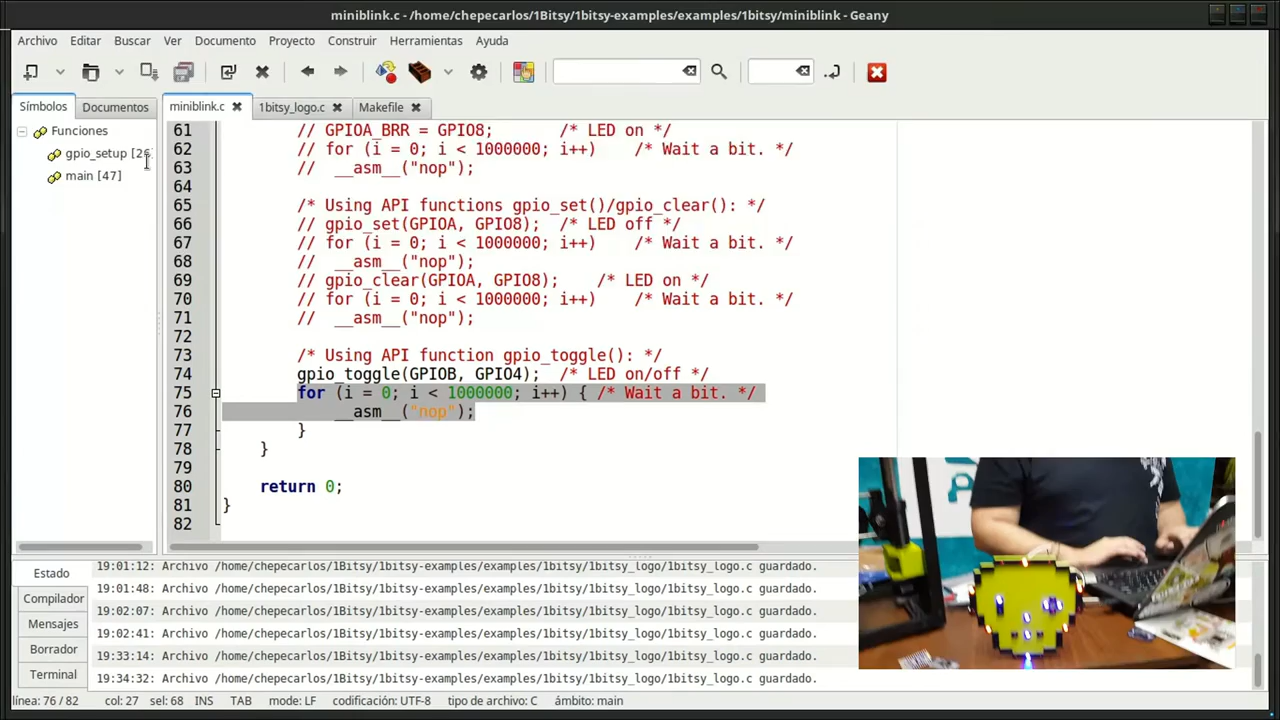 miniblink.c - /home/chepecarlos/1Bitsy/1bitsy-examples/examples/1bitsy/miniblink - Geany
Archivo Editar Buscar Ver Documento Proyecto Construir Herramientas Ayuda
Símbolos Documentos
miniblink.c 1bitsy_logo.c Makefile
Funciones
gpio_setup [26]
main [47]
61 // GPIOA_BRR = GPIO8; /* LED on */
62 // for (i = 0; i < 1000000; i++) /* Wait a bit. */
63 // __asm__("nop");
64
65 /* Using API functions gpio_set()/gpio_clear(): */
66 // gpio_set(GPIOA, GPIO8); /* LED off */
67 // for (i = 0; i < 1000000; i++) /* Wait a bit. */
68 // __asm__("nop");
69 // gpio_clear(GPIOA, GPIO8); /* LED on */
70 // for (i = 0; i < 1000000; i++) /* Wait a bit. */
71 // __asm__("nop");
72
73 /* Using API function gpio_toggle(): */
74 gpio_toggle(GPIOB, GPIO4); /* LED on/off */
75 for (i = 0; i < 1000000; i++) { /* Wait a bit. */
76 __asm__("nop");
77 }
78 }
79
80 return 0;
81 }
82
Estado
Compilador
Mensajes
Borrador
Terminal
19:01:12: Archivo /home/chepecarlos/1Bitsy/1bitsy-examples/examples/1bitsy_logo/1bitsy_logo.c guardado.
19:01:48: Archivo /home/chepecarlos/1Bitsy/1bitsy-examples/examples/1bitsy_logo/1bitsy_logo.c guardado.
19:02:07: Archivo /home/chepecarlos/1Bitsy/1bitsy-examples/examples/1bitsy_logo/1bitsy_logo.c guardado.
19:02:41: Archivo /home/chepecarlos/1Bitsy/1bitsy-examples/examples/1bitsy_logo/1bitsy_logo.c guardado.
19:33:14: Archivo /home/chepecarlos/1Bitsy/1bitsy-examples/examples/1bitsy_logo/1bitsy_logo.c guardado.
19:34:32: Archivo /home/chepecarlos/1Bitsy/1bitsy-examples/examples/1bitsy_logo/1bitsy_logo.c guardado.
línea: 76 / 82 col: 27 sel: 68 INS TAB mode: LF codificación: UTF-8 tipo de archivo: C ámbito: main